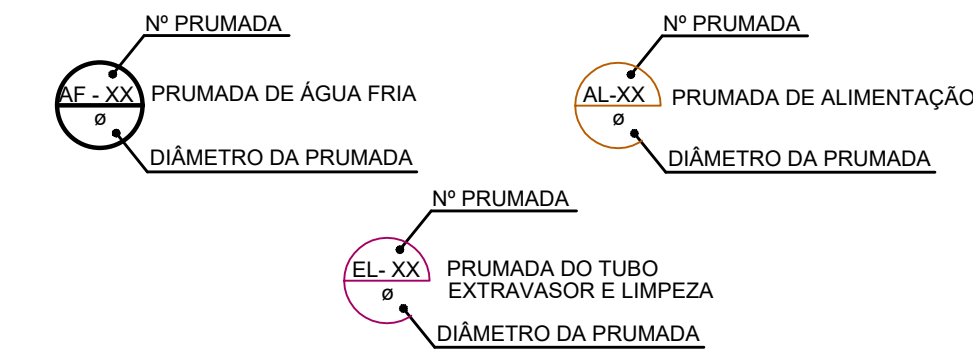 Nº PRUMADA
AF - XX
PRUMADA DE ÁGUA FRIA
ø
DIÂMETRO DA PRUMADA
Nº PRUMADA
AL-XX
PRUMADA DE ALIMENTAÇÃO
ø
DIÂMETRO DA PRUMADA
Nº PRUMADA
EL- XX
PRUMADA DO TUBO
EXTRAVASOR E LIMPEZA
ø
DIÂMETRO DA PRUMADA